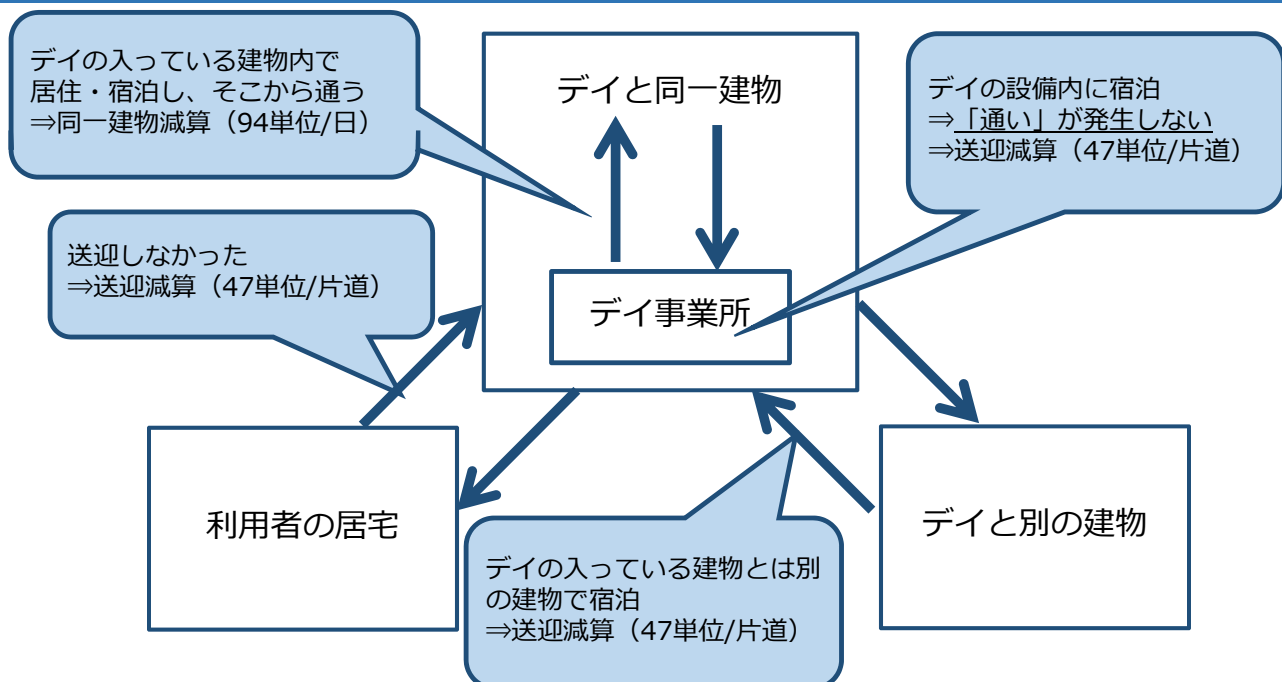 デイの入っている建物内で
居住・宿泊し、そこから通う
⇒同一建物減算（94単位/日）
デイと同一建物
デイの設備内に宿泊
⇒「通い」が発生しない
⇒送迎減算（47単位/片道）
送迎しなかった
⇒送迎減算（47単位/片道）
デイ事業所
利用者の居宅
デイの入っている建物とは別
の建物で宿泊
⇒送迎減算（47単位/片道）
デイと別の建物